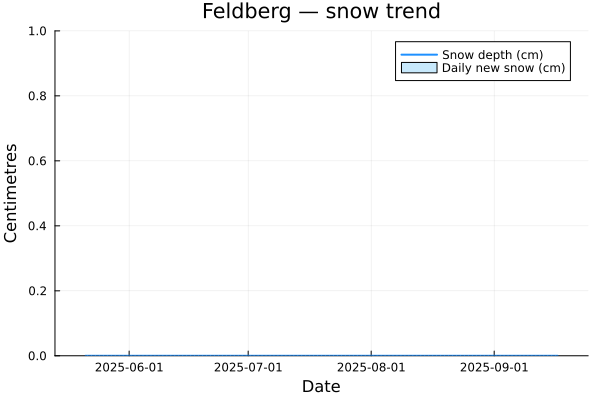 Feldberg — snow trend
1.0
Snow depth (cm)
Daily new snow (cm)
0.8
0.6
Centimetres
0.4
0.2
0.0
2025-06-01 2025-07-01 2025-08-01 2025-09-01
Date